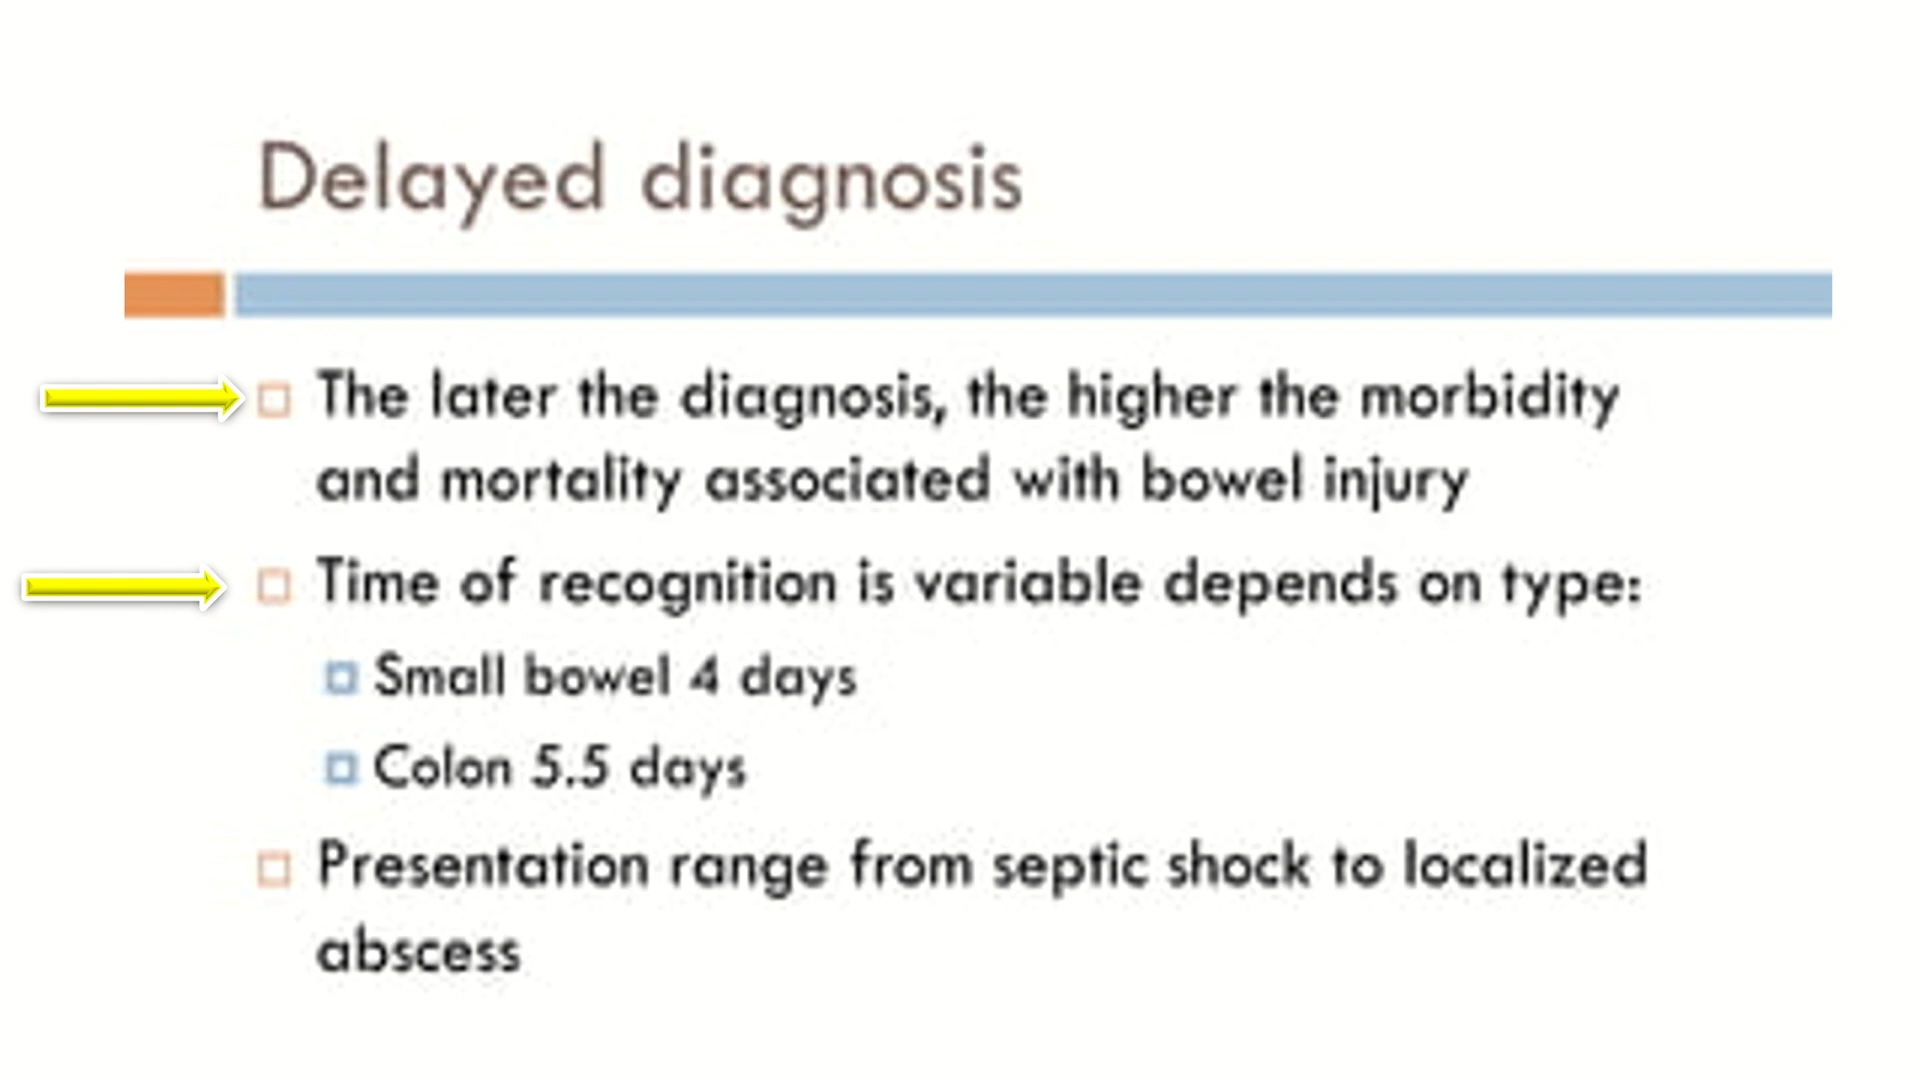 Delayed diagnosis
The later the diagnosis, the higher the morbidity
and mortality associated with bowel injury
Time of recognition is variable depends on type:
Small bowel 4 days
Colon 5.5 days
Presentation range from septic shock to localized
abscess